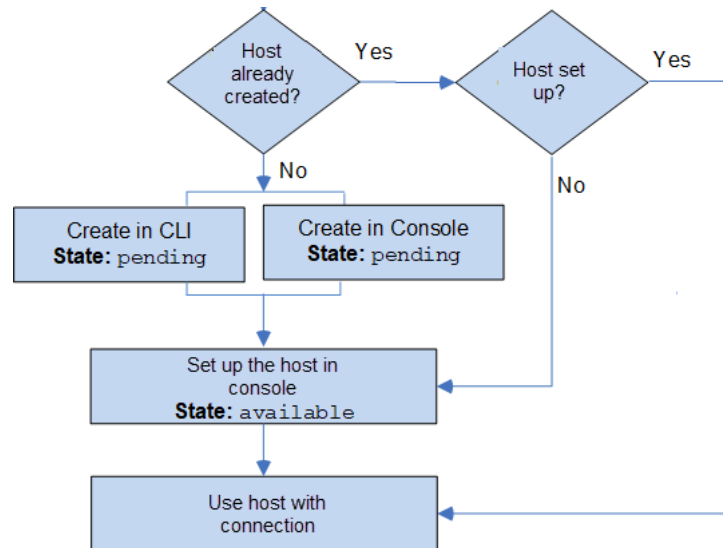 Host
already
created?
Yes
Host set
up?
Yes
No
No
Create in CLI
State: pending
Create in Console
State: pending
Set up the host in
console
State: available
Use host with
connection